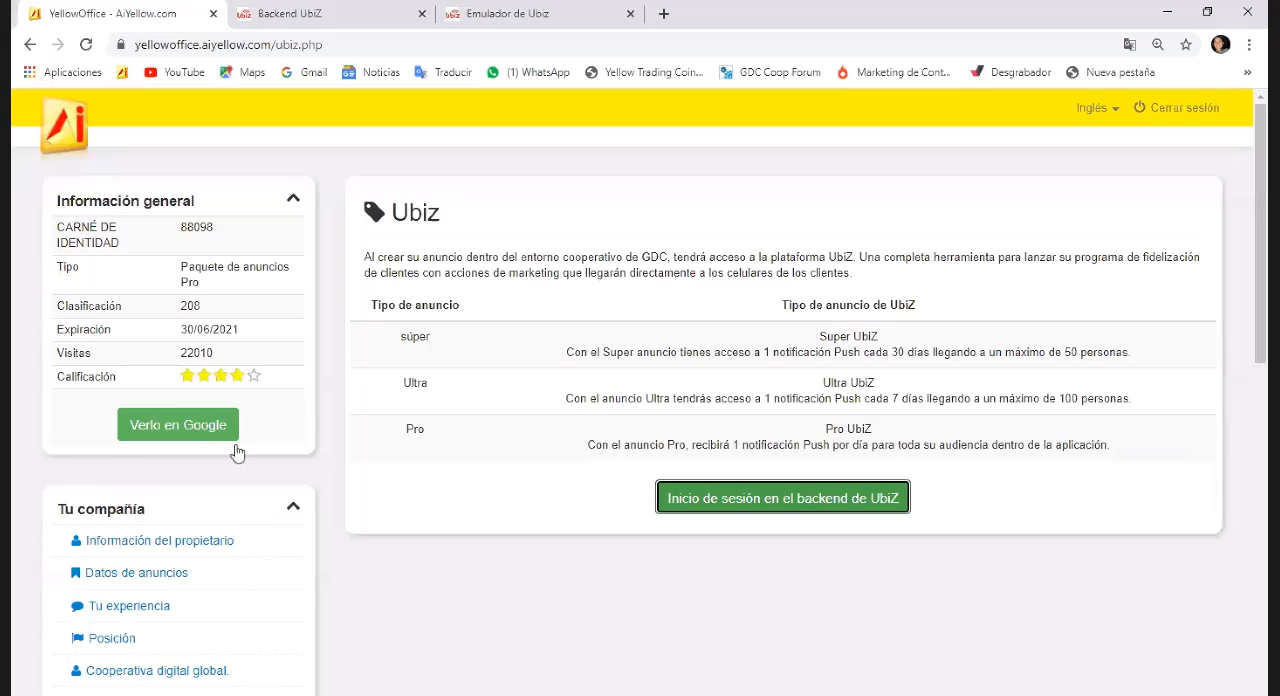 YellowOffice - AiYellow.com
Backend UbiZ
Emulador de Ubiz
yellowoffice.aiyellow.com/ubiz.php
Aplicaciones
YouTube
Maps
Gmail
Noticias
Traducir
(1) WhatsApp
Yellow Trading Coin...
GDC Coop Forum
Marketing de Cont...
Desgrabador
Nueva pestaña
»
Ai
Inglés
Cerrar sesión
Información general
CARNÉ DE IDENTIDAD 88098
Tipo Paquete de anuncios Pro
Clasificación 208
Expiración 30/06/2021
Visitas 22010
Calificación
Verlo en Google
Tu compañía
Información del propietario
Datos de anuncios
Tu experiencia
Posición
Cooperativa digital global.
Ubiz
Al crear su anuncio dentro del entorno cooperativo de GDC, tendrá acceso a la plataforma UbiZ. Una completa herramienta para lanzar su programa de fidelización
de clientes con acciones de marketing que llegarán directamente a los celulares de los clientes.
Tipo de anuncio Tipo de anuncio de UbiZ
súper Super UbiZ
Con el Super anuncio tienes acceso a 1 notificación Push cada 30 días llegando a un máximo de 50 personas.
Ultra Ultra UbiZ
Con el anuncio Ultra tendrás acceso a 1 notificación Push cada 7 días llegando a un máximo de 100 personas.
Pro Pro UbiZ
Con el anuncio Pro, recibirá 1 notificación Push por día para toda su audiencia dentro de la aplicación.
Inicio de sesión en el backend de UbiZ